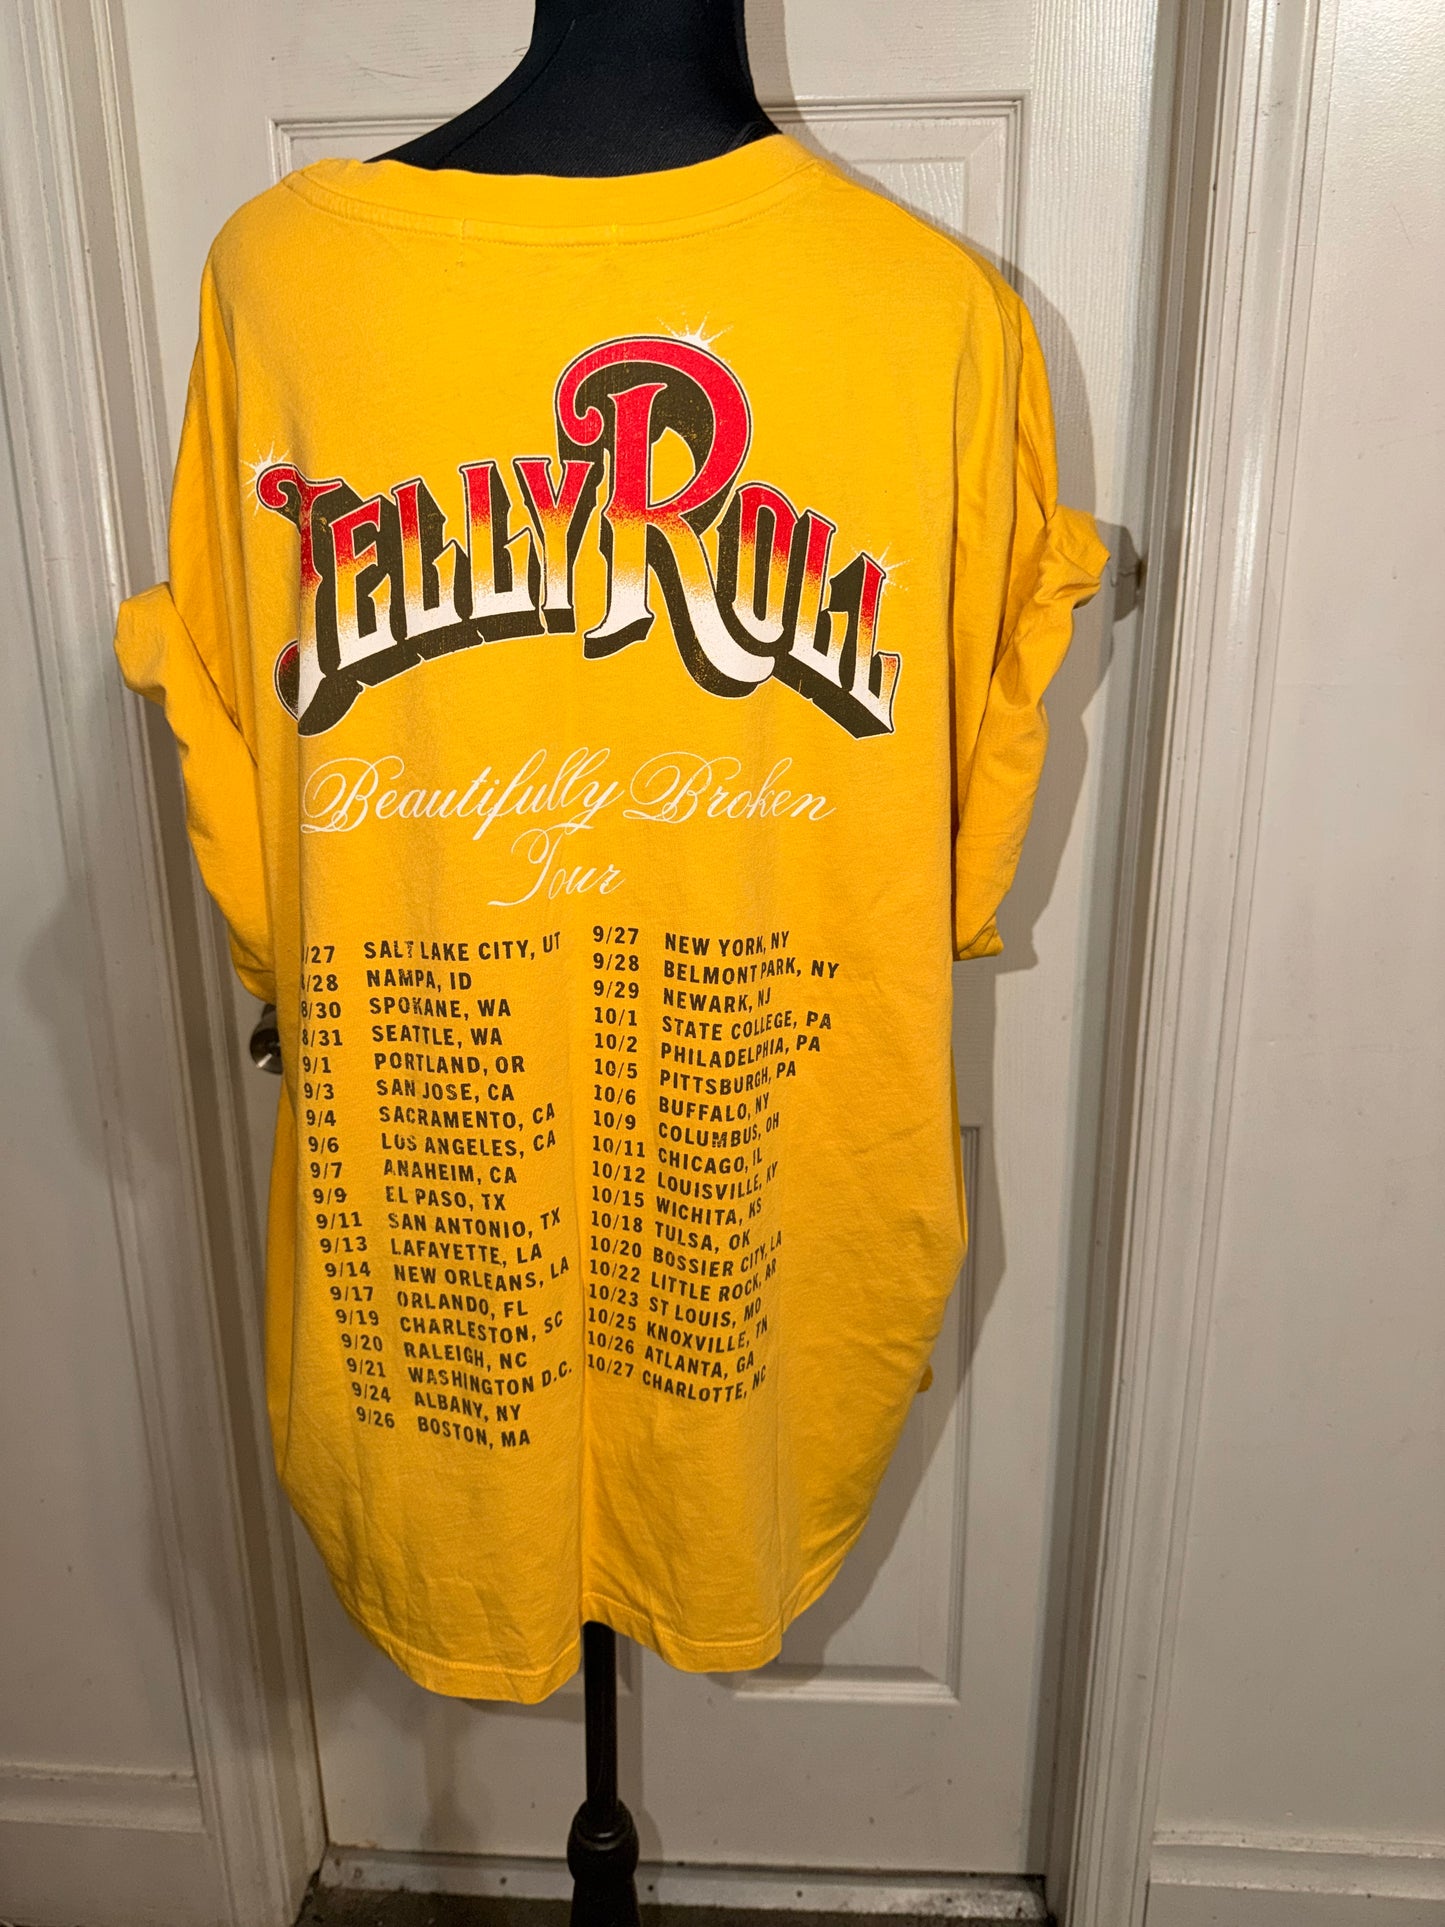 JELLY ROLL
Beautifully Broken
Tour
/27 SALT LAKE CITY, UT
/28 NAMPA, ID
8/30 SPOKANE, WA
8/31 SEATTLE, WA
9/1 PORTLAND, OR
9/3 SAN JOSE, CA
9/4 SACRAMENTO, CA
9/6 LOS ANGELES, CA
9/7 ANAHEIM, CA
9/9 EL PASO, TX
9/11 SAN ANTONIO, TX
9/13 LAFAYETTE, LA
9/14 NEW ORLEANS, LA
9/17 ORLANDO, FL
9/19 CHARLESTON, SC
9/20 RALEIGH, NC
9/21 WASHINGTON D.C.
9/24 ALBANY, NY
9/26 BOSTON, MA
9/27 NEW YORK, NY
9/28 BELMONT PARK, NY
9/29 NEWARK, NJ
10/1 STATE COLLEGE, PA
10/2 PHILADELPHIA, PA
10/5 PITTSBURGH, PA
10/6 BUFFALO, NY
10/9 COLUMBUS, OH
10/11 CHICAGO, IL
10/12 LOUISVILLE, KY
10/15 WICHITA, KS
10/18 TULSA, OK
10/20 BOSSIER CITY, LA
10/22 LITTLE ROCK, AR
10/23 ST LOUIS, MO
10/25 KNOXVILLE, TN
10/26 ATLANTA, GA
10/27 CHARLOTTE, NC